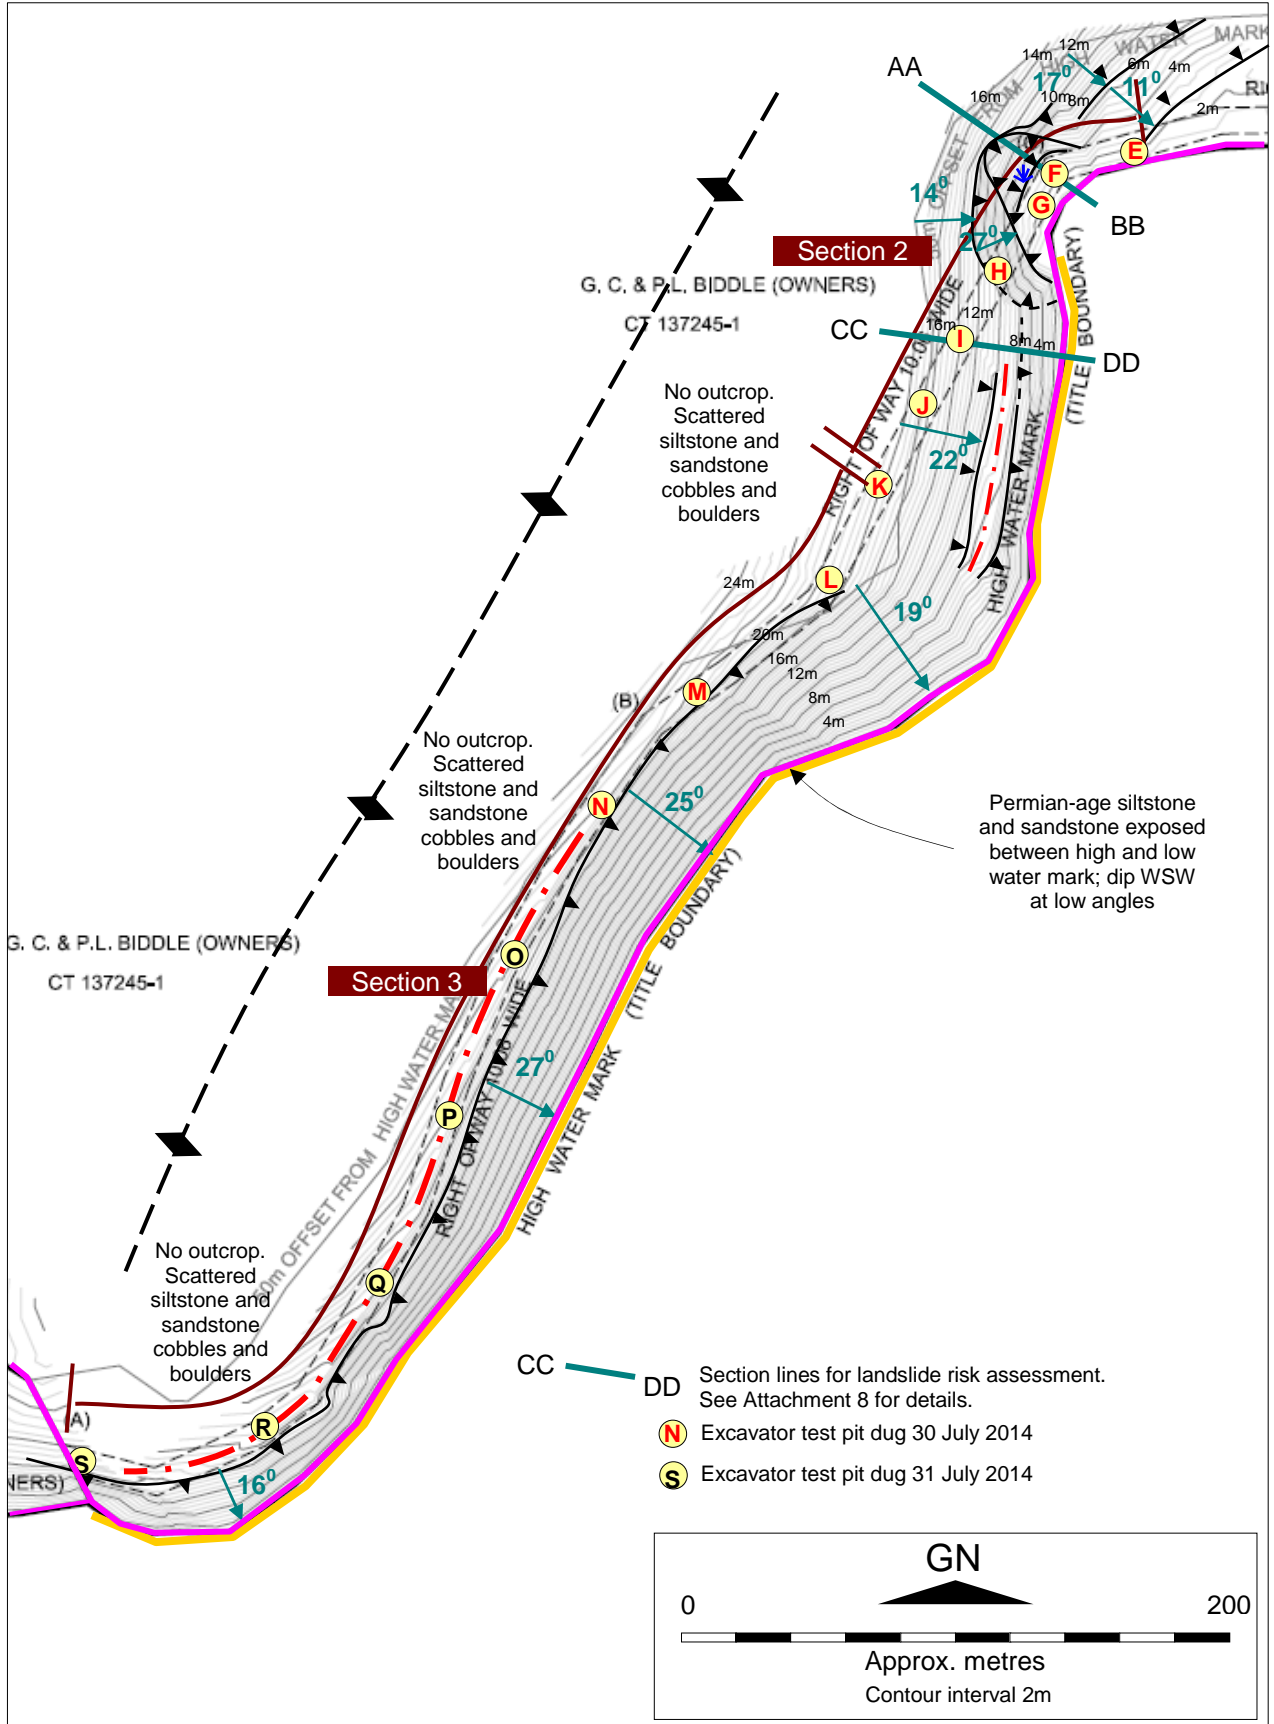 12m
14m
HIGH WATER MARK
6m
4m
AA
17⁰
11⁰
16m
10m
8m
2m
OFFSET FROM
E
F
14⁰
G
BB
27⁰
Section 2
H
G. C. & P.L. BIDDLE (OWNERS)
CT 137245-1
12m
16m
CC
I
8m
4m
DD
(TITLE BOUNDARY)
RIGHT OF WAY 10.06 WIDE
No outcrop.
Scattered
siltstone and
sandstone
cobbles and
boulders
J
22⁰
K
HIGH WATER MARK
L
24m
19⁰
20m
16m
12m
8m
4m
M
(B)
No outcrop.
Scattered
siltstone and
sandstone
cobbles and
boulders
N
25⁰
Permian-age siltstone
and sandstone exposed
between high and low
water mark; dip WSW
at low angles
G. C. & P.L. BIDDLE (OWNERS)
CT 137245-1
O
Section 3
27⁰
P
RIGHT OF WAY 10.06 WIDE
HIGH WATER MARK (TITLE BOUNDARY)
50m OFFSET FROM HIGH WATER MA
No outcrop.
Scattered
siltstone and
sandstone
cobbles and
boulders
Q
A)
R
S
NERS)
16⁰
CC
DD
Section lines for landslide risk assessment.
See Attachment 8 for details.
N
Excavator test pit dug 30 July 2014
S
Excavator test pit dug 31 July 2014
GN
0
200
Approx. metres
Contour interval 2m